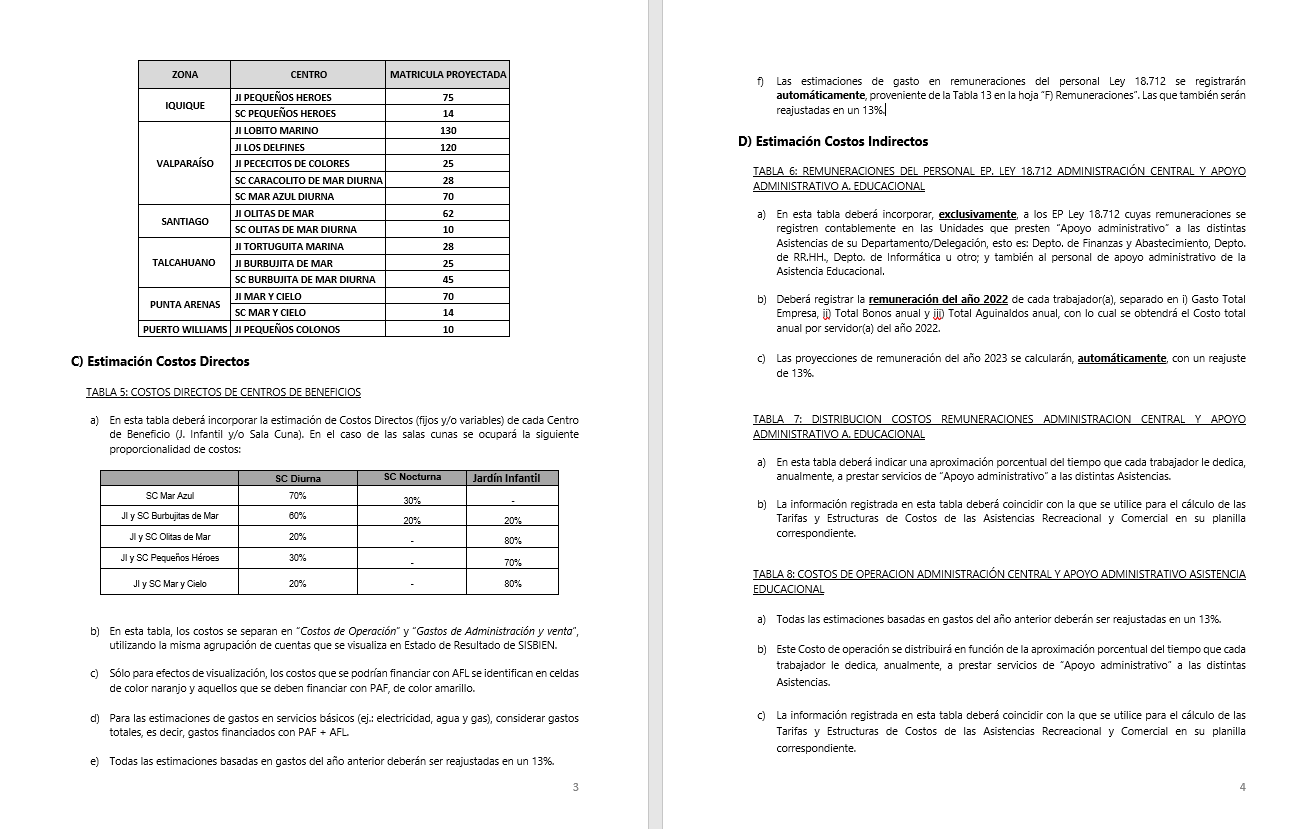 ZONA CENTRO MATRICULA PROYECTADA
IQUIQUE JI PEQUEÑOS HEROES 75
SC PEQUEÑOS HEROES 14
VALPARAÍSO JI LOBITO MARINO 130
JI LOS DELFINES 120
JI PECECITOS DE COLORES 25
SC CARACOLITO DE MAR DIURNA 28
SC MAR AZUL DIURNA 70
SANTIAGO JI OLITAS DE MAR 62
SC OLITAS DE MAR DIURNA 10
TALCAHUANO JI TORTUGUITA MARINA 28
JI BURBUJITA DE MAR 25
SC BURBUJITA DE MAR DIURNA 45
PUNTA ARENAS JI MAR Y CIELO 70
SC MAR Y CIELO 14
PUERTO WILLIAMS JI PEQUEÑOS COLONOS 10
C) Estimación Costos Directos
TABLA 5: COSTOS DIRECTOS DE CENTROS DE BENEFICIOS
a) En esta tabla deberá incorporar la estimación de Costos Directos (fijos y/o variables) de cada Centro
de Beneficio (J. Infantil y/o Sala Cuna). En el caso de las salas cunas se ocupará la siguiente
proporcionalidad de costos:
SC Diurna SC Nocturna Jardín Infantil
SC Mar Azul 70% 30% -
JI y SC Burbujitas de Mar 60% 20% 20%
JI y SC Olitas de Mar 20% - 80%
JI y SC Pequeños Héroes 30% - 70%
JI y SC Mar y Cielo 20% - 80%
b) En esta tabla, los costos se separan en "Costos de Operación" y "Gastos de Administración y venta",
utilizando la misma agrupación de cuentas que se visualiza en Estado de Resultado de SISBIEN.
c) Sólo para efectos de visualización, los costos que se podrían financiar con AFL se identifican en celdas
de color naranjo y aquellos que se deben financiar con PAF, de color amarillo.
d) Para las estimaciones de gastos en servicios básicos (ej.: electricidad, agua y gas), considerar gastos
totales, es decir, gastos financiados con PAF + AFL.
e) Todas las estimaciones basadas en gastos del año anterior deberán ser reajustadas en un 13%.
3
f) Las estimaciones de gasto en remuneraciones del personal Ley 18.712 se registrarán
automáticamente, proveniente de la Tabla 13 en la hoja "F) Remuneraciones". Las que también serán
reajustadas en un 13%.
D) Estimación Costos Indirectos
TABLA 6: REMUNERACIONES DEL PERSONAL EP. LEY 18.712 ADMINISTRACIÓN CENTRAL Y APOYO
ADMINISTRATIVO A. EDUCACIONAL
a) En esta tabla deberá incorporar, exclusivamente, a los EP Ley 18.712 cuyas remuneraciones se
registren contablemente en las Unidades que presten "Apoyo administrativo" a las distintas
Asistencias de su Departamento/Delegación, esto es: Depto. de Finanzas y Abastecimiento, Depto.
de RR.HH., Depto. de Informática u otro; y también al personal de apoyo administrativo de la
Asistencia Educacional.
b) Deberá registrar la remuneración del año 2022 de cada trabajador(a), separado en i) Gasto Total
Empresa, ii) Total Bonos anual y iii) Total Aguinaldos anual, con lo cual se obtendrá el Costo total
anual por servidor(a) del año 2022.
c) Las proyecciones de remuneración del año 2023 se calcularán, automáticamente, con un reajuste
de 13%.
TABLA 7: DISTRIBUCION COSTOS REMUNERACIONES ADMINISTRACION CENTRAL Y APOYO
ADMINISTRATIVO A. EDUCACIONAL
a) En esta tabla deberá indicar una aproximación porcentual del tiempo que cada trabajador le dedica,
anualmente, a prestar servicios de "Apoyo administrativo" a las distintas Asistencias.
b) La información registrada en esta tabla deberá coincidir con la que se utilice para el cálculo de las
Tarifas y Estructuras de Costos de las Asistencias Recreacional y Comercial en su planilla
correspondiente.
TABLA 8: COSTOS DE OPERACION ADMINISTRACIÓN CENTRAL Y APOYO ADMINISTRATIVO ASISTENCIA
EDUCACIONAL
a) Todas las estimaciones basadas en gastos del año anterior deberán ser reajustadas en un 13%.
b) Este Costo de operación se distribuirá en función de la aproximación porcentual del tiempo que cada
trabajador le dedica, anualmente, a prestar servicios de "Apoyo administrativo" a las distintas
Asistencias.
c) La información registrada en esta tabla deberá coincidir con la que se utilice para el cálculo de las
Tarifas y Estructuras de Costos de las Asistencias Recreacional y Comercial en su planilla
correspondiente.
4